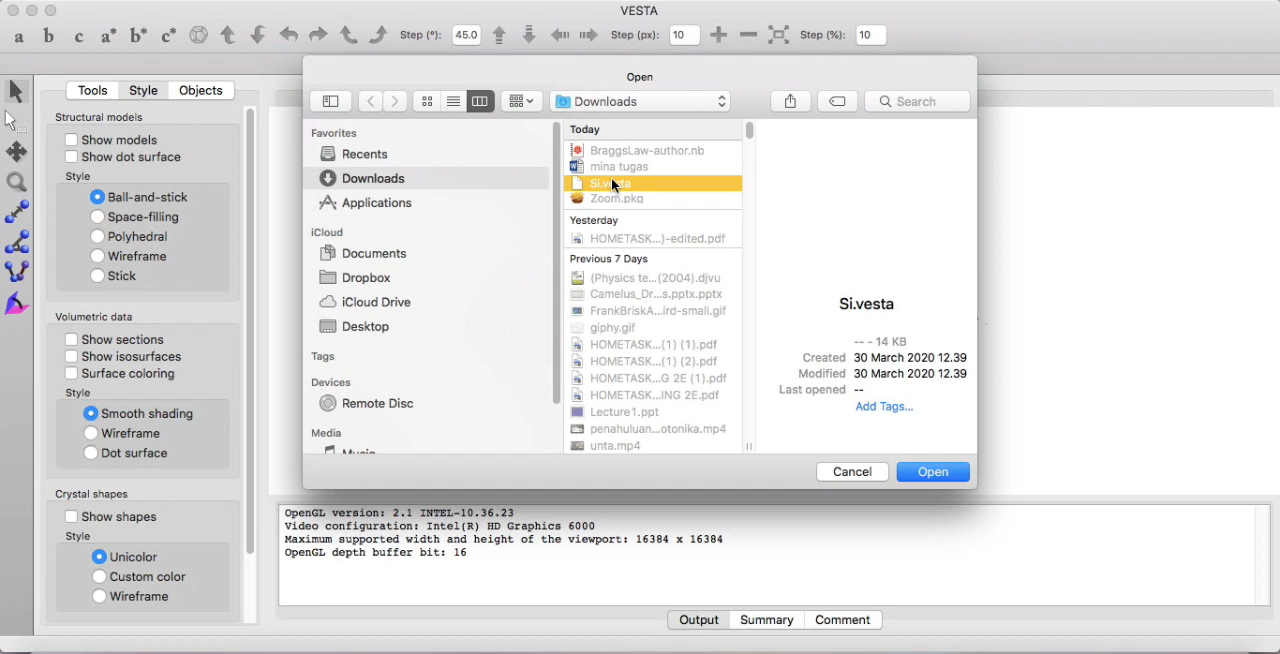 VESTA
a b c a* b* c* Step (°): 45.0 Step (px): 10 Step (%): 10
Open
Tools Style Objects
Downloads
Search
Structural models
Show models
Show dot surface
Style
Ball-and-stick
Space-filling
Polyhedral
Wireframe
Stick
Volumetric data
Show sections
Show isosurfaces
Surface coloring
Style
Smooth shading
Wireframe
Dot surface
Crystal shapes
Show shapes
Style
Unicolor
Custom color
Wireframe
Favorites
Recents
Downloads
Applications
iCloud
Documents
Dropbox
iCloud Drive
Desktop
Tags
Devices
Remote Disc
Media
Music
Today
BraggsLaw-author.nb
mina tugas
Si.vesta
Zoom.pkg
Yesterday
HOMETASK...)-edited.pdf
Previous 7 Days
(Physics te...(2004).djvu
Camelus_Dr...s.pptx.pptx
FrankBriskA...ird-small.gif
giphy.gif
HOMETASK...(1) (1).pdf
HOMETASK...(1) (2).pdf
HOMETASK...G 2E (1).pdf
HOMETASK...ING 2E.pdf
Lecture1.ppt
penahuluan...otonika.mp4
unta.mp4
Si.vesta
-- - 14 KB
Created 30 March 2020 12.39
Modified 30 March 2020 12.39
Last opened --
Add Tags...
Cancel Open
OpenGL version: 2.1 INTEL-10.36.23
Video configuration: Intel(R) HD Graphics 6000
Maximum supported width and height of the viewport: 16384 x 16384
OpenGL depth buffer bit: 16
Output Summary Comment